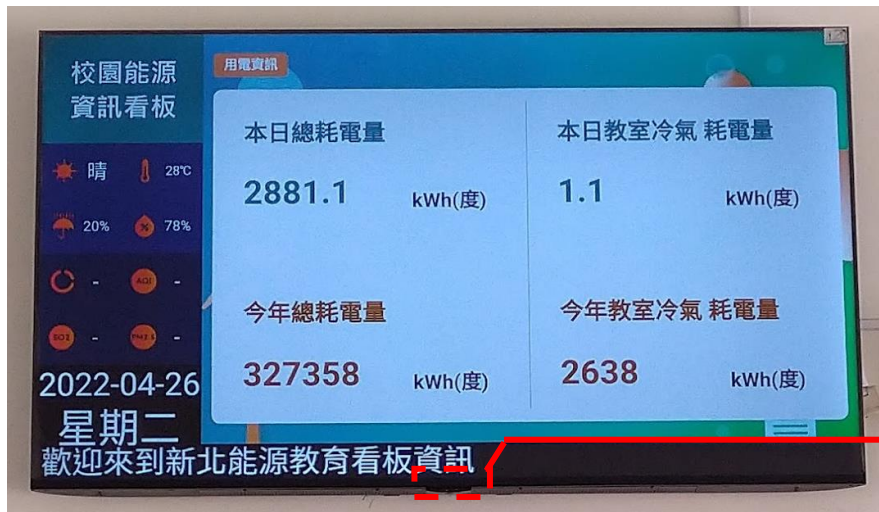 校園能源
資訊看板
用電資訊
晴 28℃
20% 78%
- AQI -
SO2 - PM2.5 -
2022-04-26
星期二
本日總耗電量
2881.1 kWh(度)
本日教室冷氣 耗電量
1.1 kWh(度)
今年總耗電量
327358 kWh(度)
今年教室冷氣 耗電量
2638 kWh(度)
歡迎來到新北能源教育看板資訊